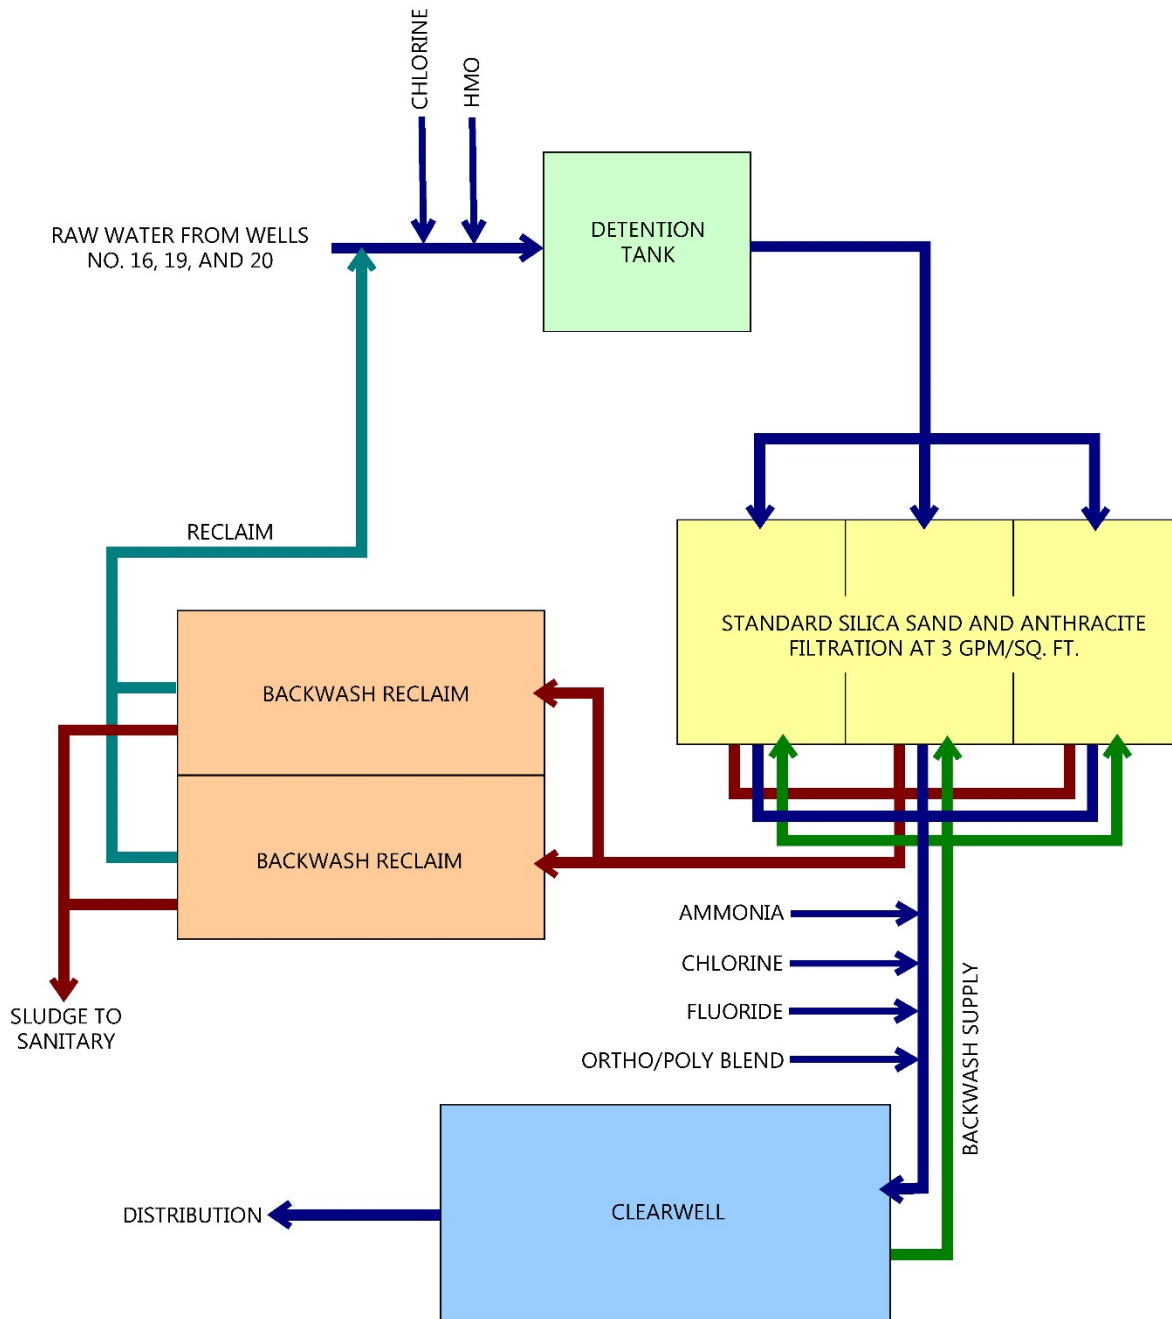 CHLORINE
HMO
RAW WATER FROM WELLS
NO. 16, 19, AND 20
DETENTION
TANK
RECLAIM
STANDARD SILICA SAND AND ANTHRACITE
FILTRATION AT 3 GPM/SQ. FT.
BACKWASH RECLAIM
BACKWASH RECLAIM
AMMONIA
CHLORINE
FLUORIDE
ORTHO/POLY BLEND
BACKWASH SUPPLY
SLUDGE TO
SANITARY
DISTRIBUTION
CLEARWELL